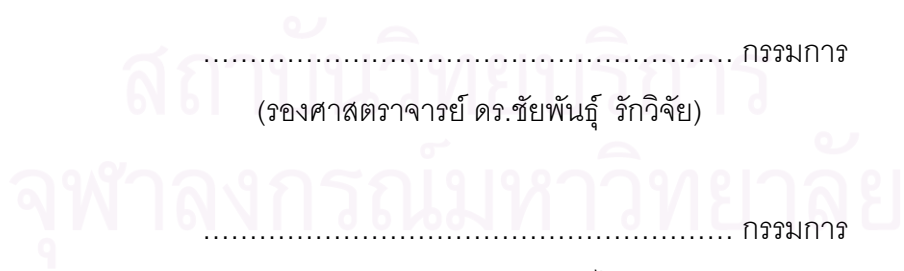 ………………………………………………… กรรมการ
สถาบันวิทยบริการ
(รองศาสตราจารย์ ดร.ชัยพันธุ์ รักวิจัย)
จุฬาลงกรณ์มหาวิทยาลัย
………………………………………………… กรรมการ